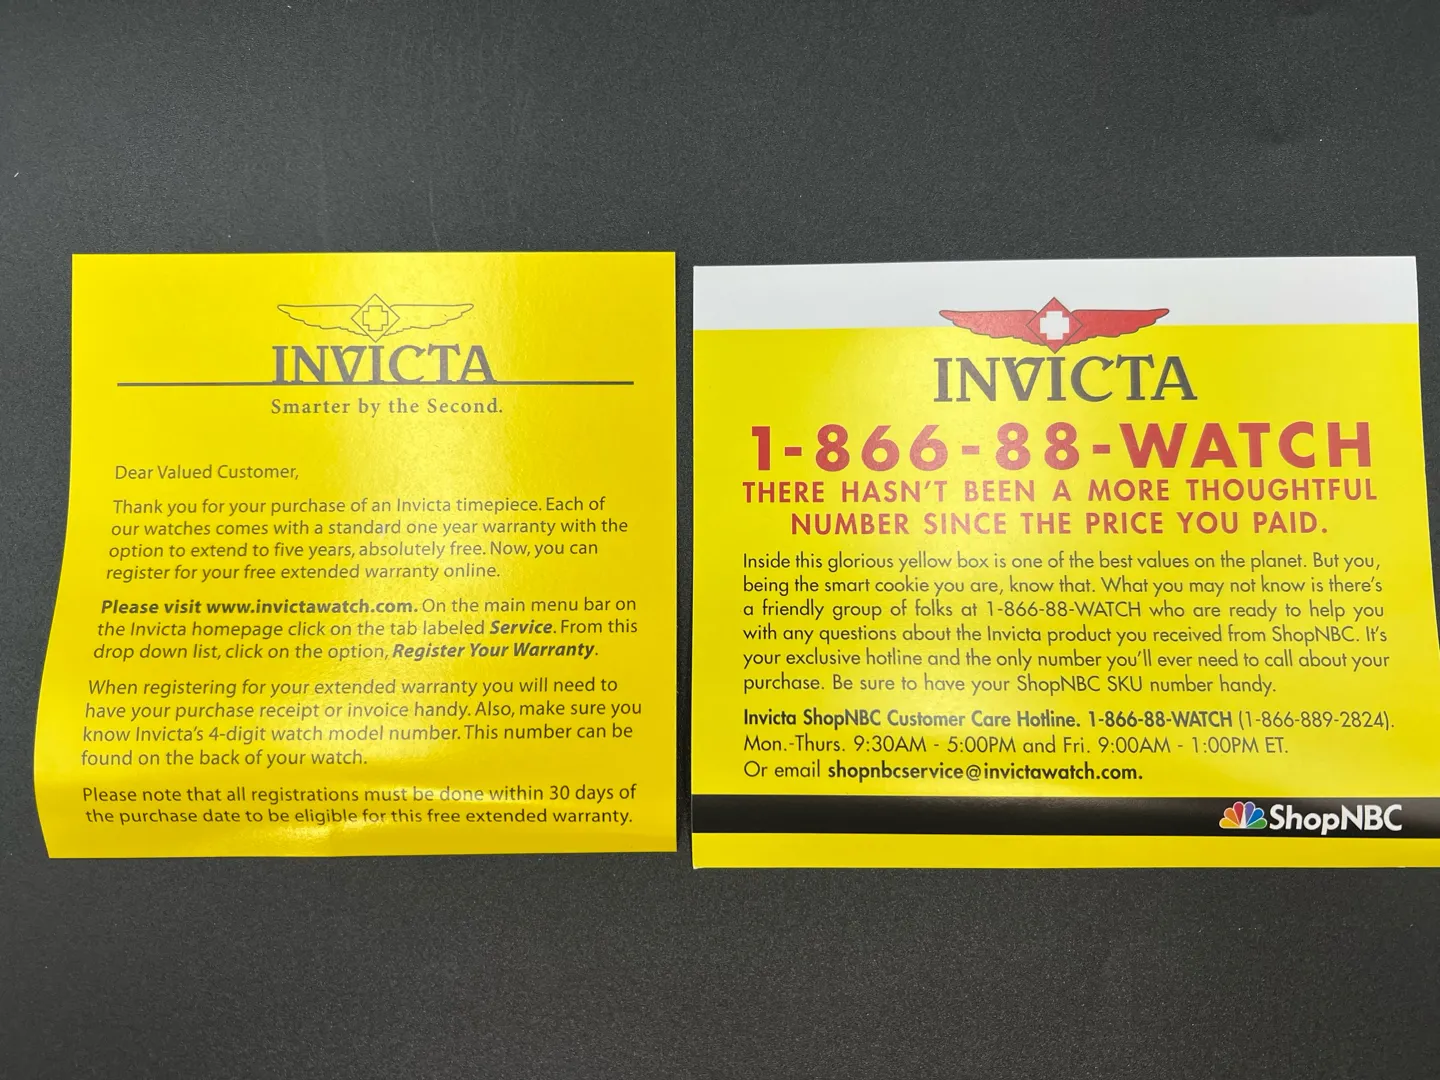 INVICTA
Smarter by the Second.
Dear Valued Customer,
Thank you for your purchase of an Invicta timepiece. Each of
our watches comes with a standard one year warranty with the
option to extend to five years, absolutely free. Now, you can
register for your free extended warranty online.
Please visit www.invictawatch.com. On the main menu bar on
the Invicta homepage click on the tab labeled Service. From this
drop down list, click on the option, Register Your Warranty.
When registering for your extended warranty you will need to
have your purchase receipt or invoice handy. Also, make sure you
know Invicta's 4-digit watch model number. This number can be
found on the back of your watch.
Please note that all registrations must be done within 30 days of
the purchase date to be eligible for this free extended warranty.
INVICTA
1-866-88-WATCH
THERE HASN'T BEEN A MORE THOUGHTFUL
NUMBER SINCE THE PRICE YOU PAID.
Inside this glorious yellow box is one of the best values on the planet. But you,
being the smart cookie you are, know that. What you may not know is there's
a friendly group of folks at 1-866-88-WATCH who are ready to help you
with any questions about the Invicta product you received from ShopNBC. It's
your exclusive hotline and the only number you'll ever need to call about your
purchase. Be sure to have your ShopNBC SKU number handy.
Invicta ShopNBC Customer Care Hotline. 1-866-88-WATCH (1-866-889-2824).
Mon.-Thurs. 9:30AM - 5:00PM and Fri. 9:00AM - 1:00PM ET.
Or email shopnbcservice@invictawatch.com.
ShopNBC